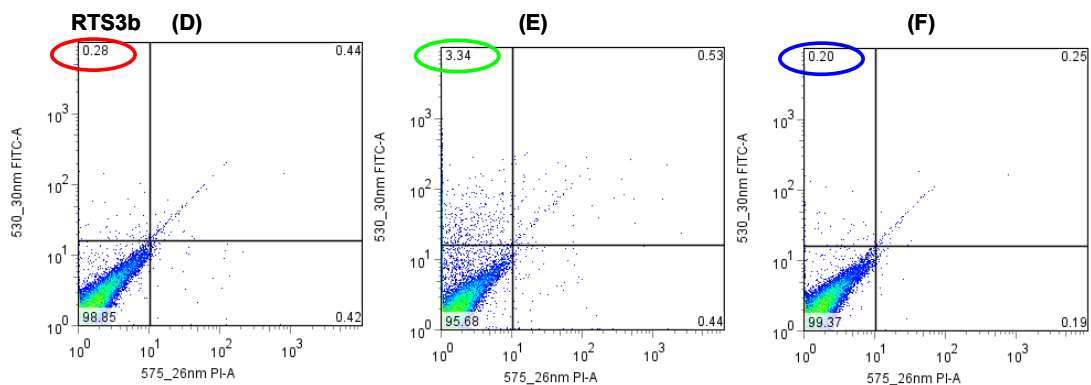 RTS3b (D) (E) (F)
0.28 0.44
3.34 0.53
0.20 0.25
10³
10²
10¹
10⁰
530_30nm FITC-A
98.85 0.42
10⁰ 10¹ 10² 10³
575_26nm PI-A
10³
10²
10¹
10⁰
530_30nm FITC-A
95.68 0.44
10⁰ 10¹ 10² 10³
575_26nm PI-A
10³
10²
10¹
10⁰
530_30nm FITC-A
99.37 0.19
10⁰ 10¹ 10² 10³
575_26nm PI-A